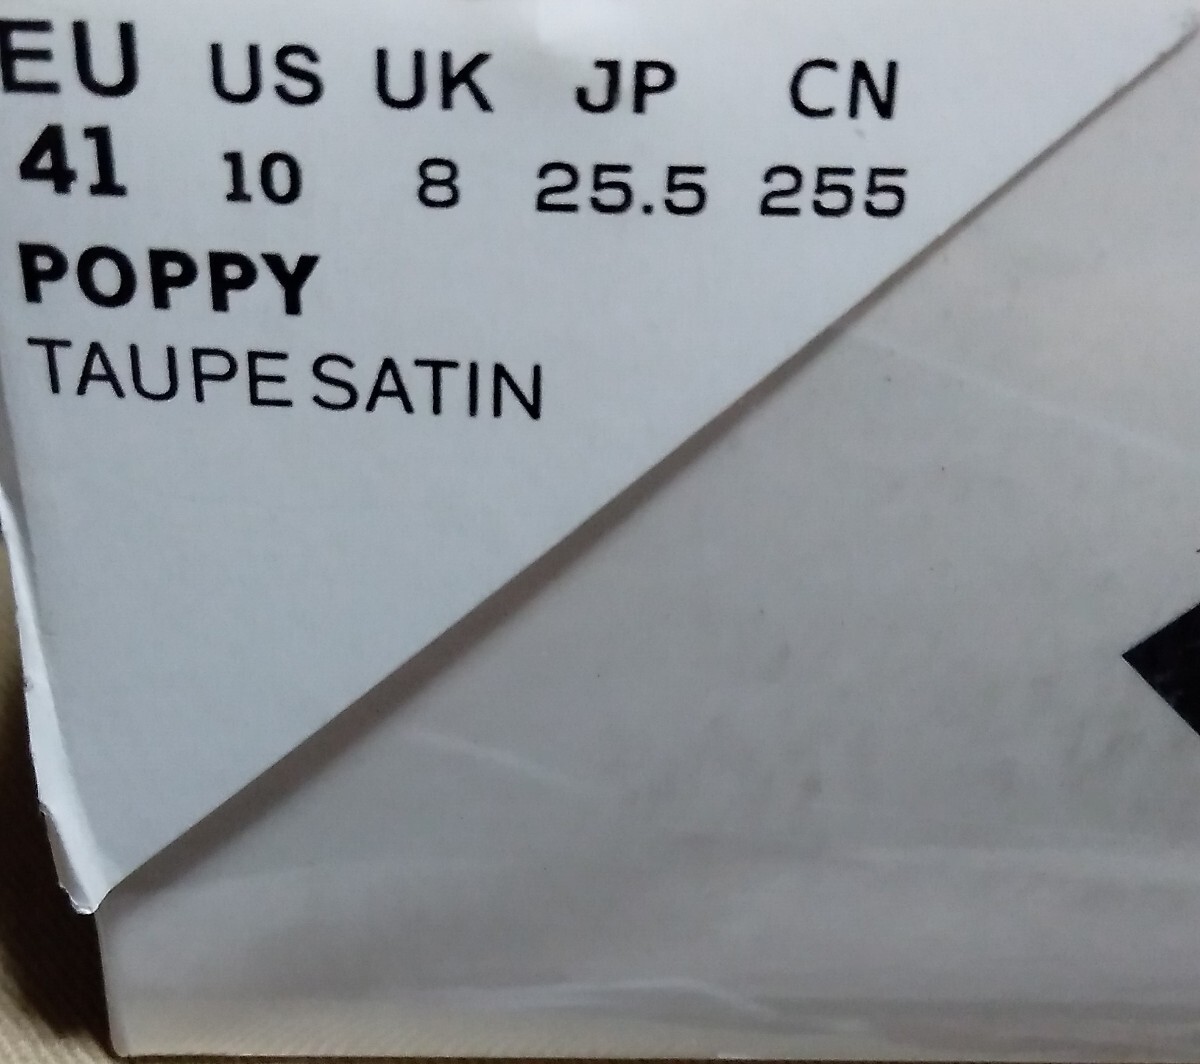 EU US UK JP CN
41 10 8 25.5 255
POPPY
TAUPE SATIN